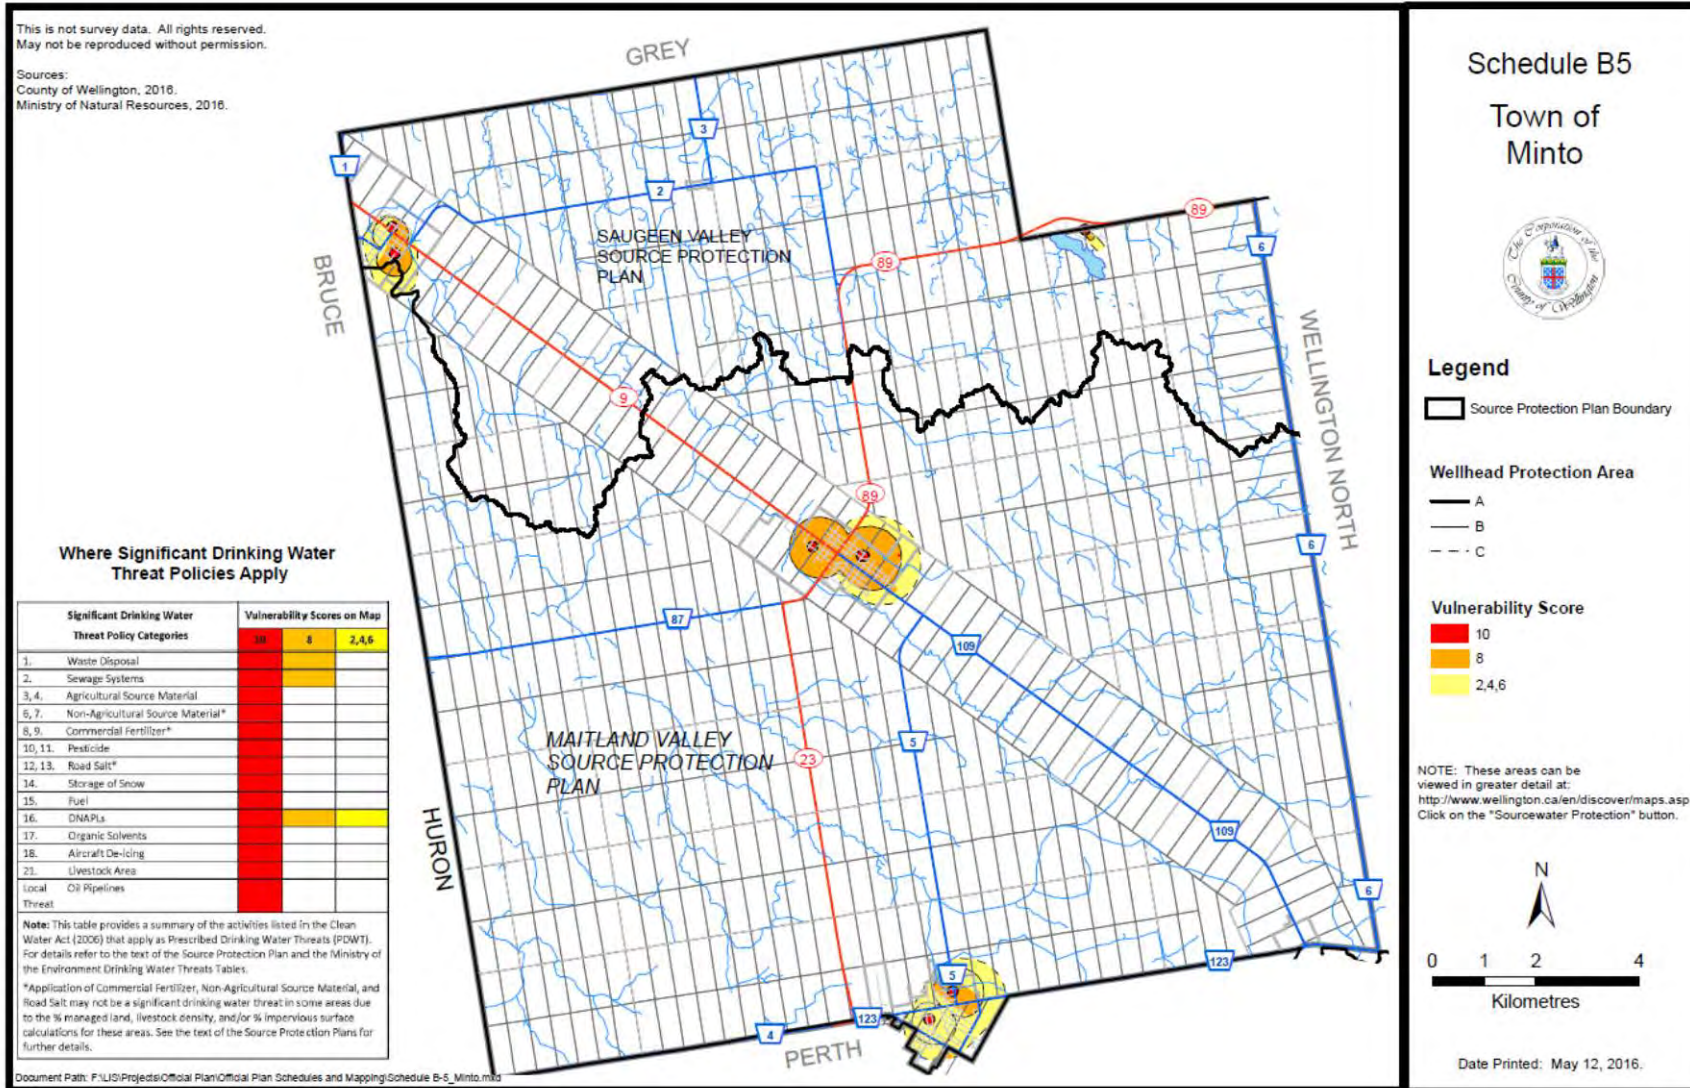 This is not survey data. All rights reserved.
May not be reproduced without permission.
Sources:
County of Wellington, 2016.
Ministry of Natural Resources, 2016.
GREY
BRUCE
HURON
PERTH
WELLINGTON NORTH
SAUGEEN VALLEY
SOURCE PROTECTION
PLAN
MAITLAND VALLEY
SOURCE PROTECTION
PLAN
1
3
2
89
89
6
9
89
6
87
109
5
23
109
6
5
123
123
4
Where Significant Drinking Water
Threat Policies Apply
Significant Drinking Water
Threat Policy Categories
Vulnerability Scores on Map
10 8 2,4,6
1. Waste Disposal
2. Sewage Systems
3, 4. Agricultural Source Material
6, 7. Non-Agricultural Source Material*
8, 9. Commercial Fertilizer*
10, 11. Pesticide
12, 13. Road Salt*
14. Storage of Snow
15. Fuel
16. DNAPLs
17. Organic Solvents
18. Aircraft De-icing
21. Livestock Area
Local Oil Pipelines
Threat
Note: This table provides a summary of the activities listed in the Clean
Water Act (2006) that apply as Prescribed Drinking Water Threats (PDWT).
For details refer to the text of the Source Protection Plan and the Ministry of
the Environment Drinking Water Threats Tables.
*Application of Commercial Fertilizer, Non-Agricultural Source Material, and
Road Salt may not be a significant drinking water threat in some areas due
to the % managed land, livestock density, and/or % impervious surface
calculations for these areas. See the text of the Source Protection Plans for
further details.
Document Path: F:\LIS\Projects\Official Plan\Official Plan Schedules and Mapping\Schedule B-5_Minto.mxd
Schedule B5
Town of
Minto
The Corporation of the
County of Wellington
Legend
Source Protection Plan Boundary
Wellhead Protection Area
A
B
C
Vulnerability Score
10
8
2,4,6
NOTE: These areas can be
viewed in greater detail at:
http://www.wellington.ca/en/discover/maps.asp
Click on the "Sourcewater Protection" button.
N
0 1 2 4
Kilometres
Date Printed: May 12, 2016.